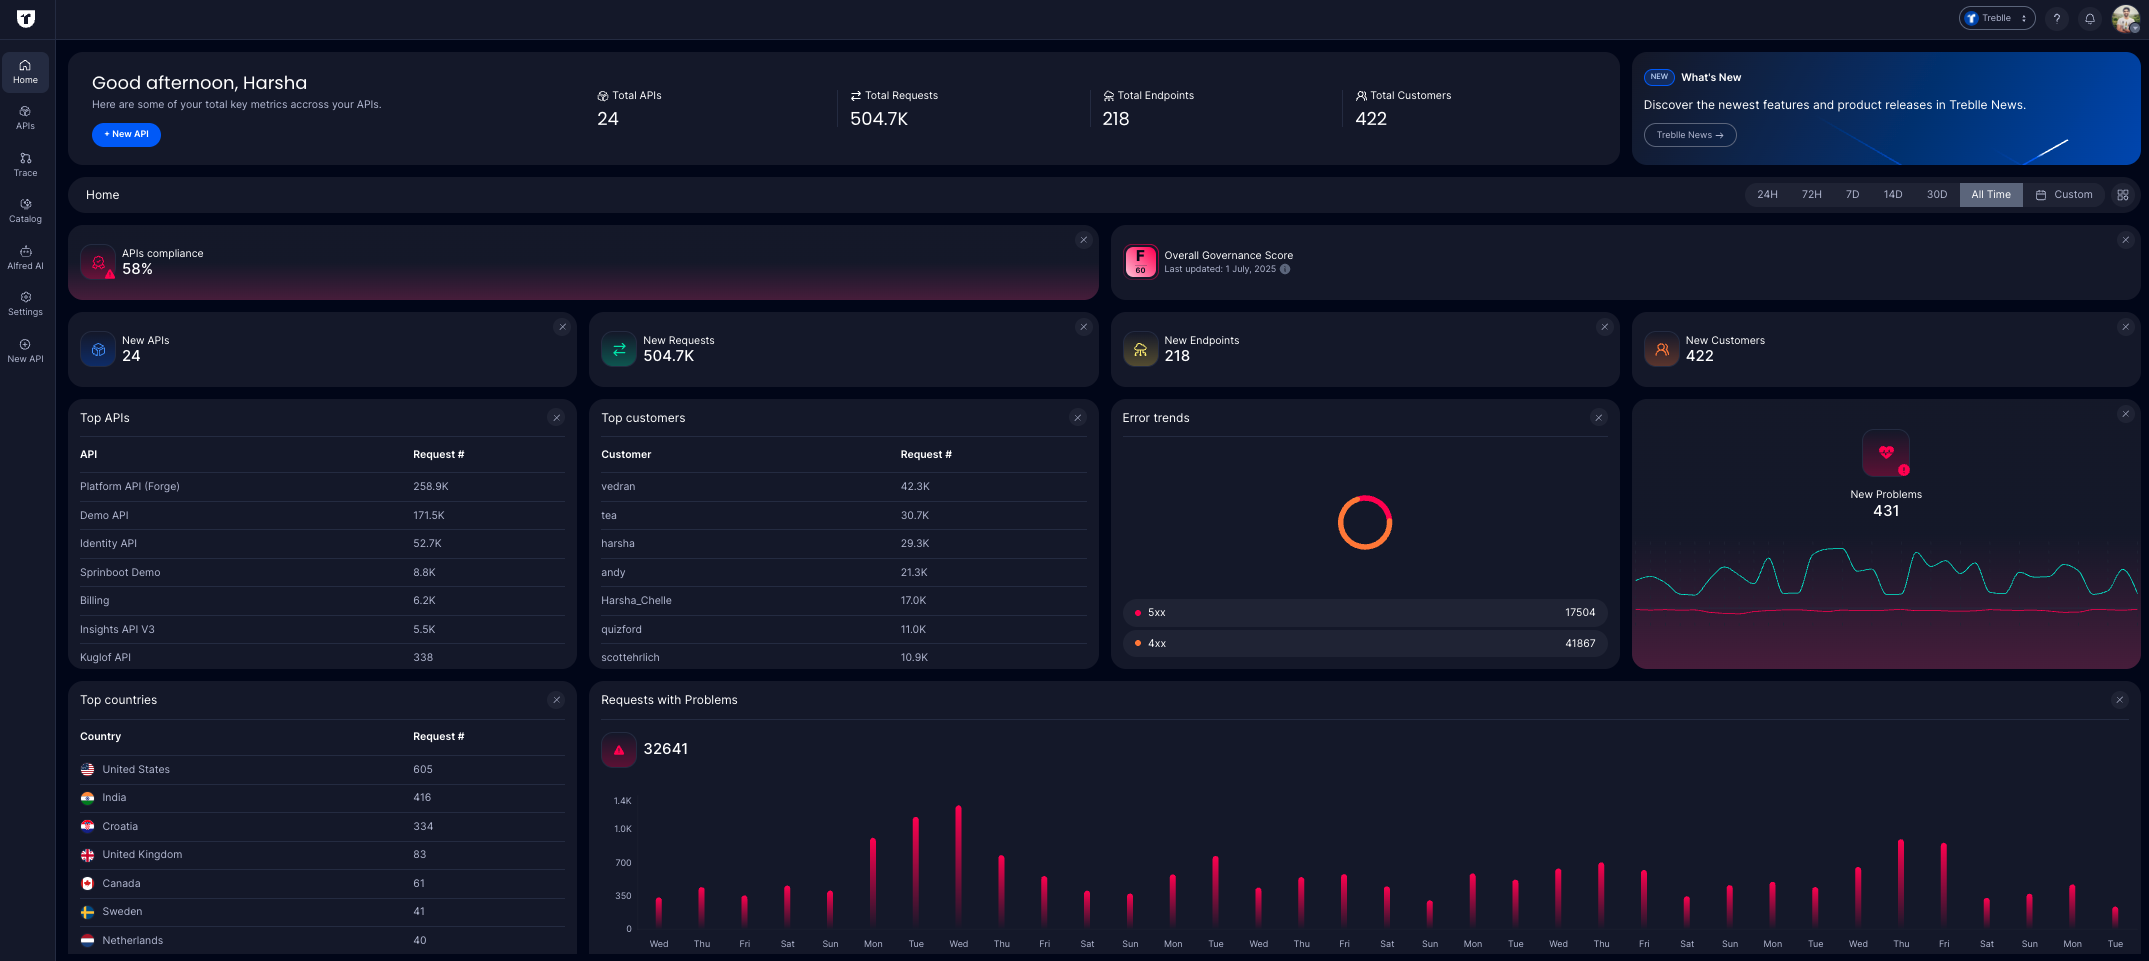 Treblle
?
Home
APIs
Trace
Catalog
Alfred AI
Settings
New API
Good afternoon, Harsha
Here are some of your total key metrics accross your APIs.
+ New API
Total APIs
24
Total Requests
504.7K
Total Endpoints
218
Total Customers
422
NEW What's New
Discover the newest features and product releases in Treblle News.
Treblle News →
Home
24H 72H 7D 14D 30D All Time Custom
APIs compliance
58%
F
60
Overall Governance Score
Last updated: 1 July, 2025
New APIs
24
New Requests
504.7K
New Endpoints
218
New Customers
422
Top APIs
API Request #
Platform API (Forge) 258.9K
Demo API 171.5K
Identity API 52.7K
Sprinboot Demo 8.8K
Billing 6.2K
Insights API V3 5.5K
Kuglof API 338
Top customers
Customer Request #
vedran 42.3K
tea 30.7K
harsha 29.3K
andy 21.3K
Harsha_Chelle 17.0K
quizford 11.0K
scottehrlich 10.9K
Error trends
5xx 17504
4xx 41867
New Problems
431
Top countries
Country Request #
United States 605
India 416
Croatia 334
United Kingdom 83
Canada 61
Sweden 41
Netherlands 40
Requests with Problems
32641
1.4K
1.0K
700
350
0
Wed Thu Fri Sat Sun Mon Tue Wed Thu Fri Sat Sun Mon Tue Wed Thu Fri Sat Sun Mon Tue Wed Thu Fri Sat Sun Mon Tue Wed Thu Fri Sat Sun Mon Tue